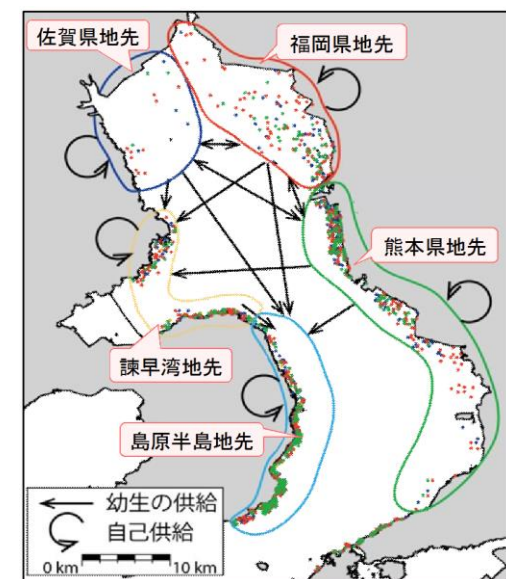 佐賀県地先
福岡県地先
熊本県地先
諫早湾地先
島原半島地先
幼生の供給
自己供給
0 km 10 km